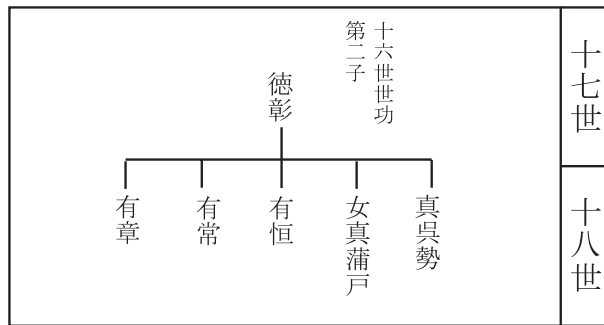 十七世
十八世
十六世世功
第二子
徳彰
真呉勢
女真蒲戸
有恒
有常
有章